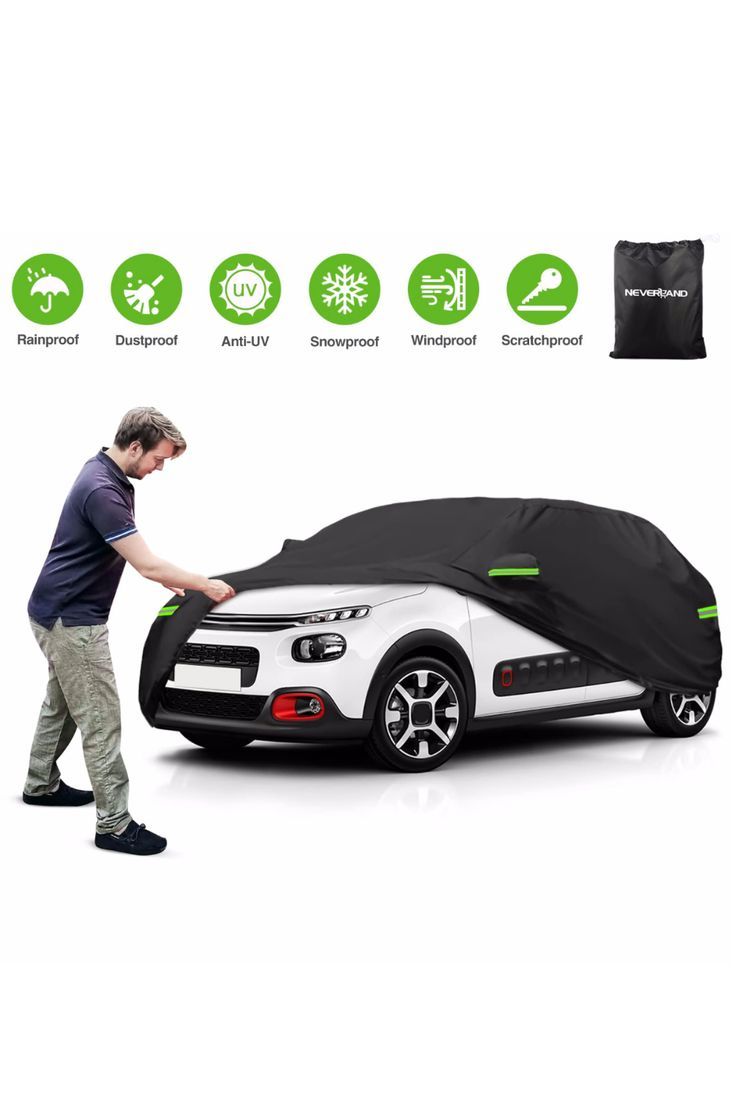 UV
Rainproof
Dustproof
Anti-UV
Snowproof
Windproof
Scratchproof
NEVERLAND